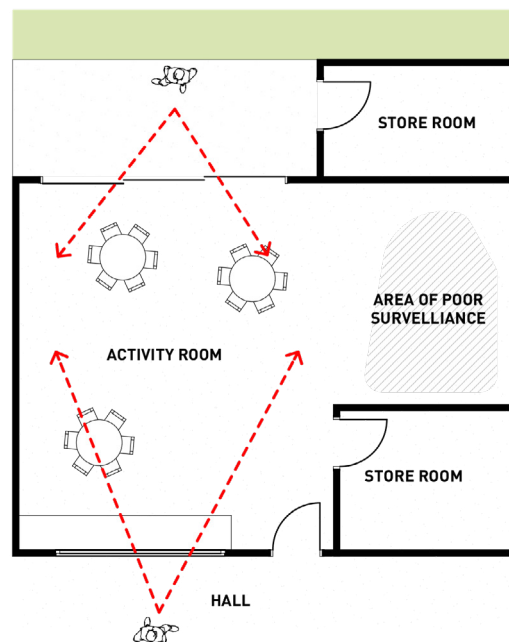 STORE ROOM
AREA OF POOR
SURVELLIANCE
ACTIVITY ROOM
STORE ROOM
HALL